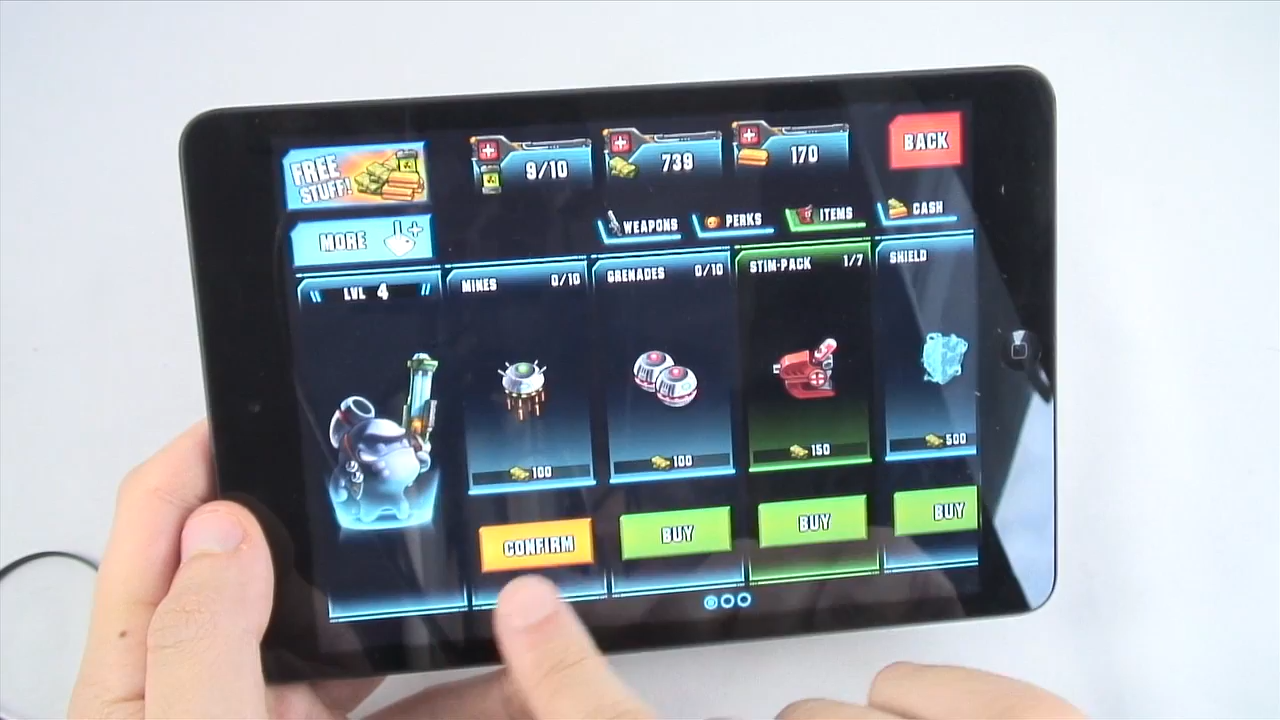 FREE
STUFF!
9/10
739
170
BACK
MORE
WEAPONS
PERKS
ITEMS
CASH
LVL 4
MINES 0/10
GRENADES 0/10
STIM-PACK 1/7
SHIELD
100
100
150
500
CONFIRM
BUY
BUY
BUY